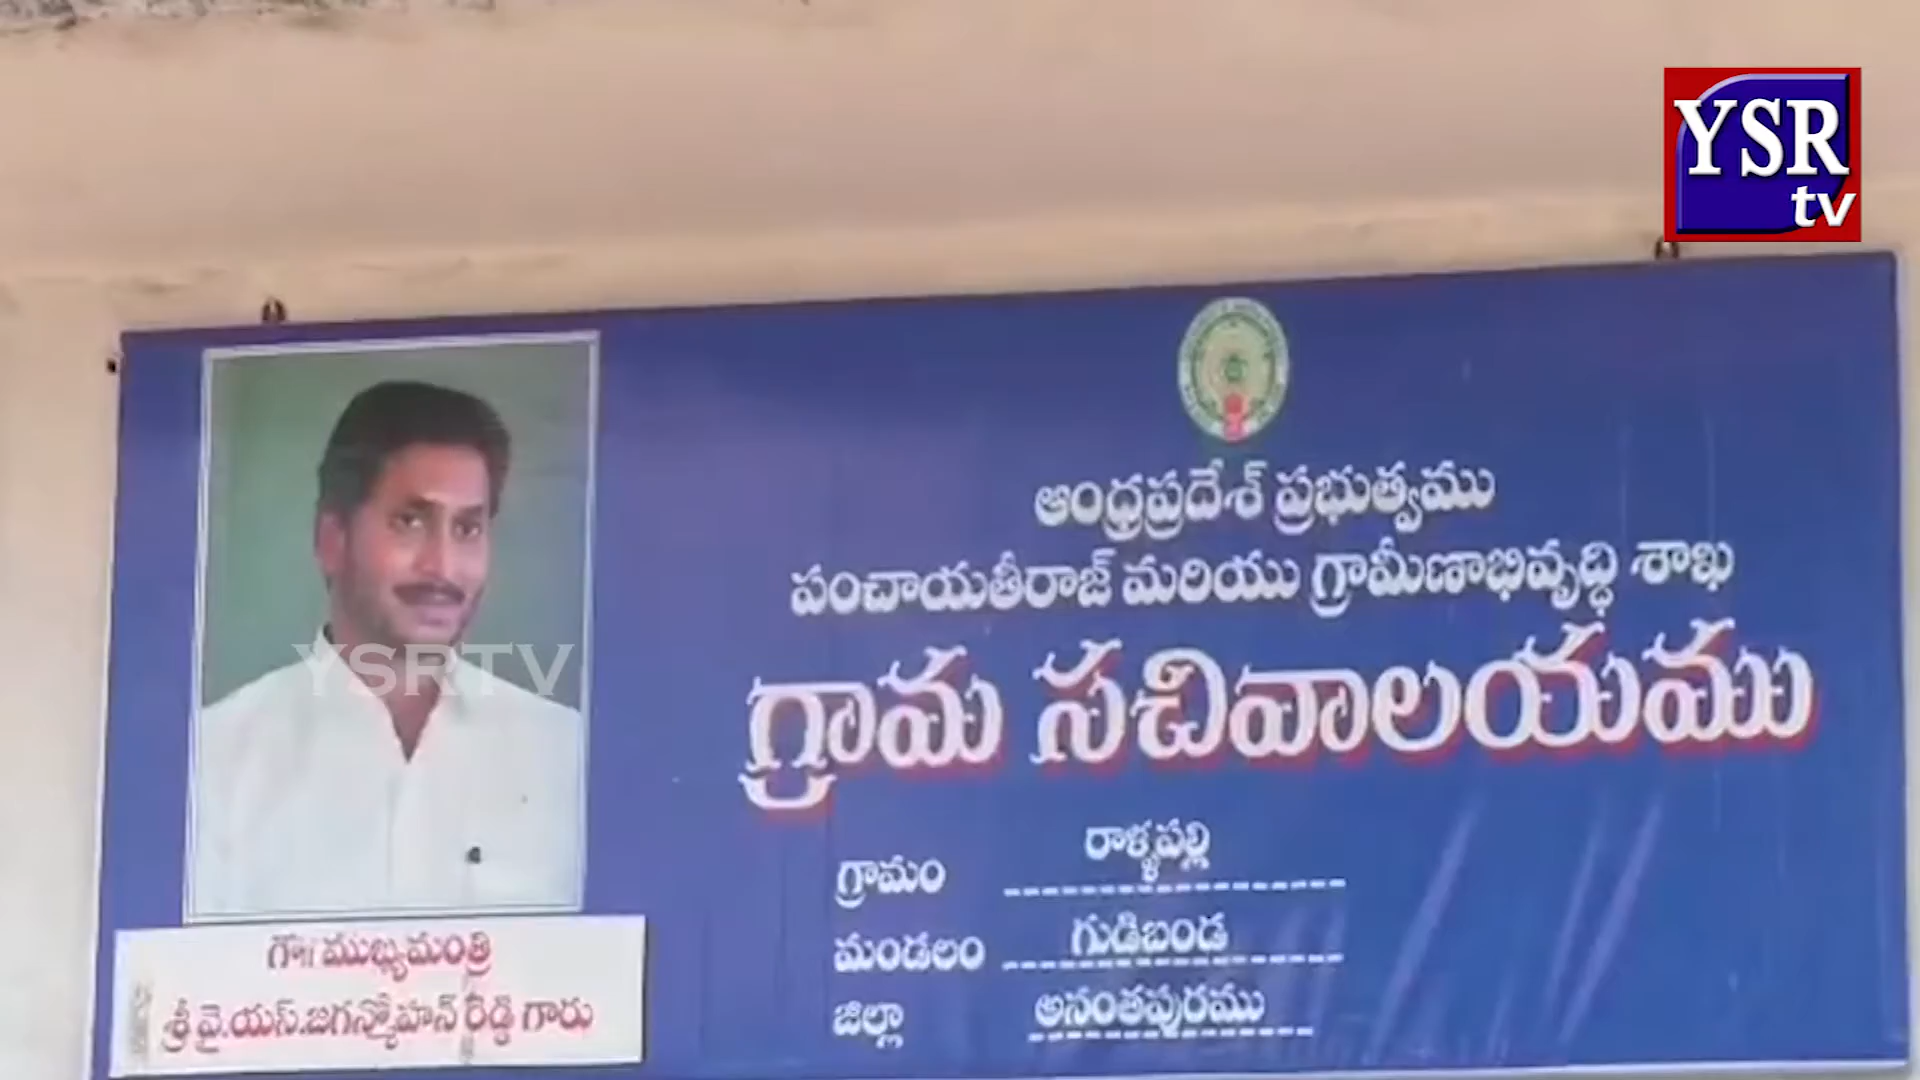 YSR
tv
ఆంధ్రప్రదేశ్ ప్రభుత్వము
పంచాయతీరాజ్ మరియు గ్రామీణాభివృద్ధి శాఖ
గ్రామ సచివాలయము
గ్రామం రాళ్ళపల్లి
మండలం గుడిబండ
జిల్లా అనంతపురము
YSRTV
గౌ౹౹ ముఖ్యమంత్రి
శ్రీ వై.యస్.జగన్మోహన్ రెడ్డి గారు